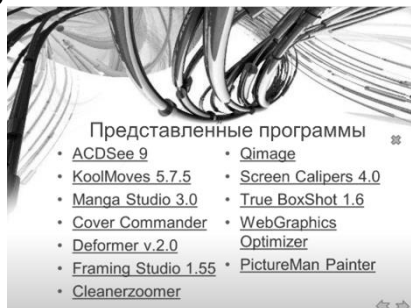 Представленные программы
• ACDSee 9
• KoolMoves 5.7.5
• Manga Studio 3.0
• Cover Commander
• Deformer v.2.0
• Framing Studio 1.55
• Cleanerzoomer
• Qimage
• Screen Calipers 4.0
• True BoxShot 1.6
• WebGraphics
Optimizer
• PictureMan Painter